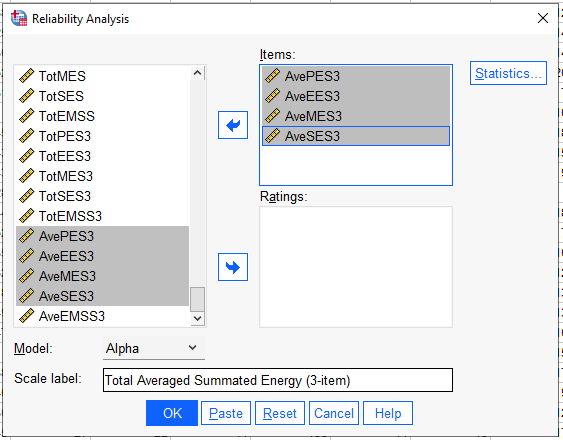 Reliability Analysis
TotMES
TotSES
TotEMSS
TotPES3
TotEES3
TotMES3
TotSES3
TotEMSS3
AvePES3
AveEES3
AveMES3
AveSES3
AveEMSS3
Items:
AvePES3
AveEES3
AveMES3
AveSES3
Ratings:
Statistics...
Model:
Alpha
Scale label:
Total Averaged Summated Energy (3-item)
OK
Paste
Reset
Cancel
Help